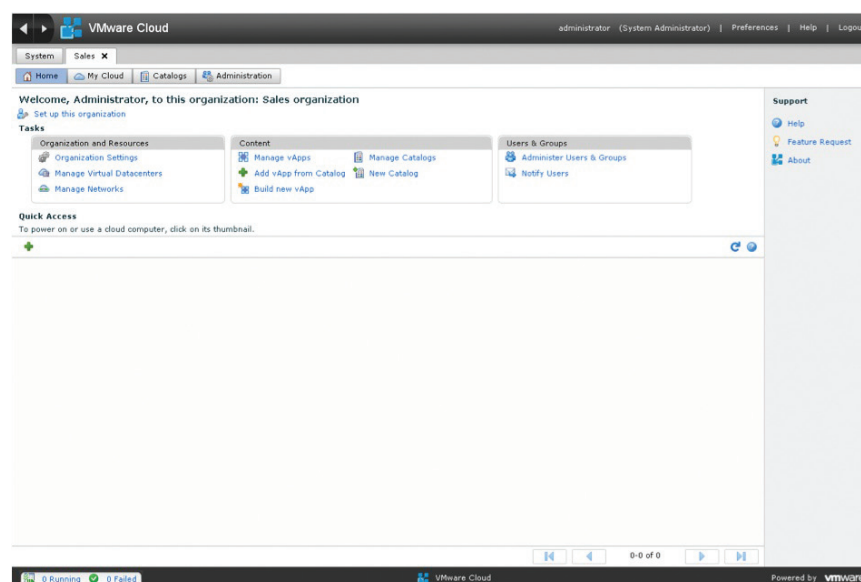 VMware Cloud
administrator (System Administrator) | Preferences | Help | Logou
System Sales X
Home My Cloud Catalogs Administration
Welcome, Administrator, to this organization: Sales organization
Set up this organization
Tasks
Organization and Resources
Organization Settings
Manage Virtual Datacenters
Manage Networks
Content
Manage vApps Manage Catalogs
Add vApp from Catalog New Catalog
Build new vApp
Users & Groups
Administer Users & Groups
Notify Users
Quick Access
To power on or use a cloud computer, click on its thumbnail.
Support
Help
Feature Request
About
0-0 of 0
0 Running 0 Failed
VMware Cloud
Powered by vmware